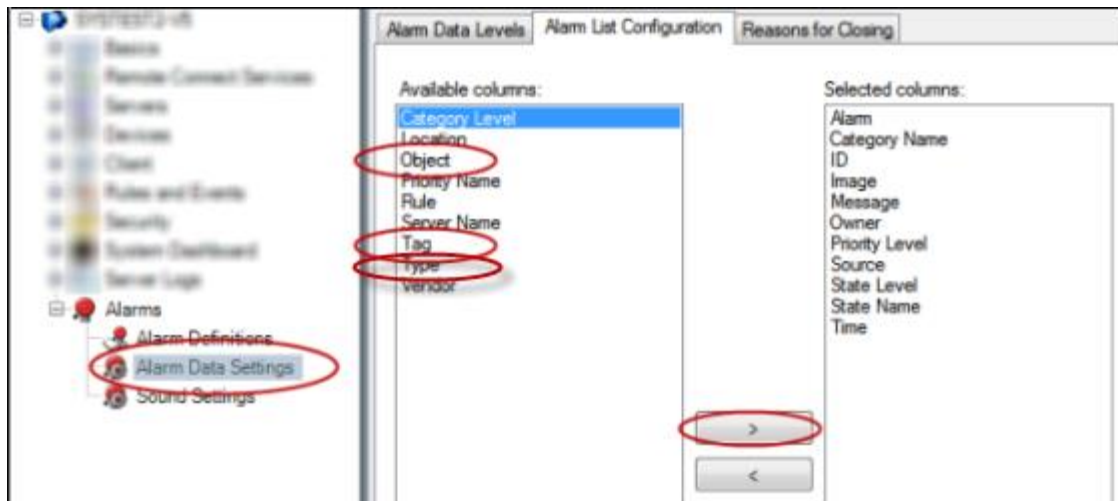 Alarms
Alarm Definitions
Alarm Data Settings
Sound Settings
Alarm Data Levels
Alarm List Configuration
Reasons for Closing
Available columns:
Category Level
Location
Object
Priority Name
Rule
Server Name
Tag
Type
Vendor
>
<
Selected columns:
Alarm
Category Name
ID
Image
Message
Owner
Priority Level
Source
State Level
State Name
Time